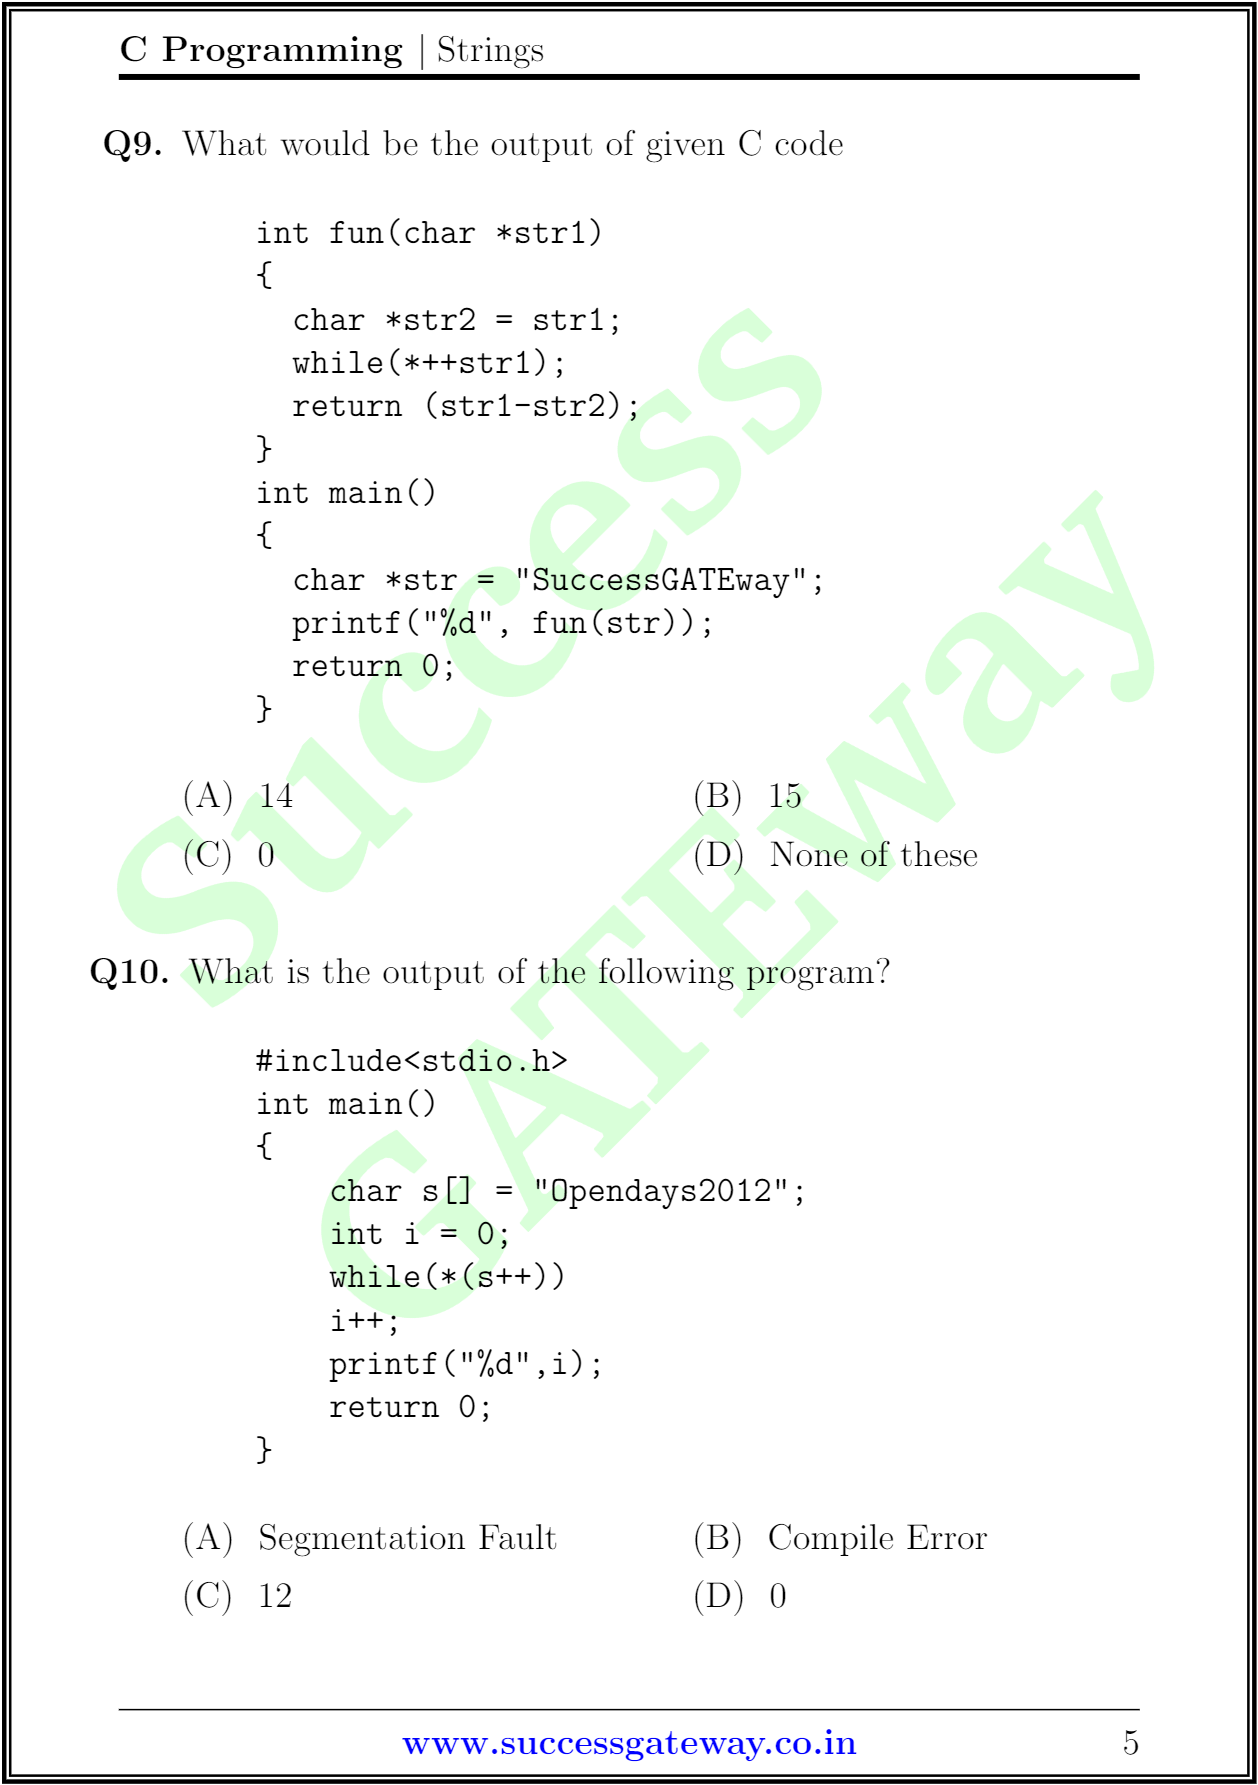 C Programming | Strings
Q9. What would be the output of given C code
int fun(char *str1)
{
char *str2 = str1;
while(*++str1);
return (str1-str2);
}
int main()
{
char *str = "SuccessGATEway";
printf("%d", fun(str));
return 0;
}
(A) 14 (B) 15
(C) 0 (D) None of these
Q10. What is the output of the following program?
#include<stdio.h>
int main()
{
char s[] = "Opendays2012";
int i = 0;
while(*(s++))
i++;
printf("%d",i);
return 0;
}
(A) Segmentation Fault (B) Compile Error
(C) 12 (D) 0
www.successgateway.co.in 5
Success
GATEway